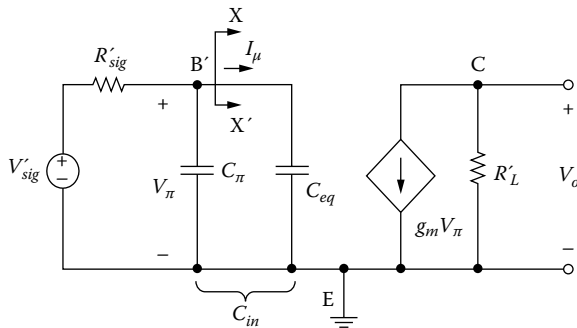 X
R′sig
B′
Iμ
C
X′
+
+
V′sig
+
−
Vπ
Cπ
Ceq
gmVπ
R′L
Vo
−
−
E
Cin